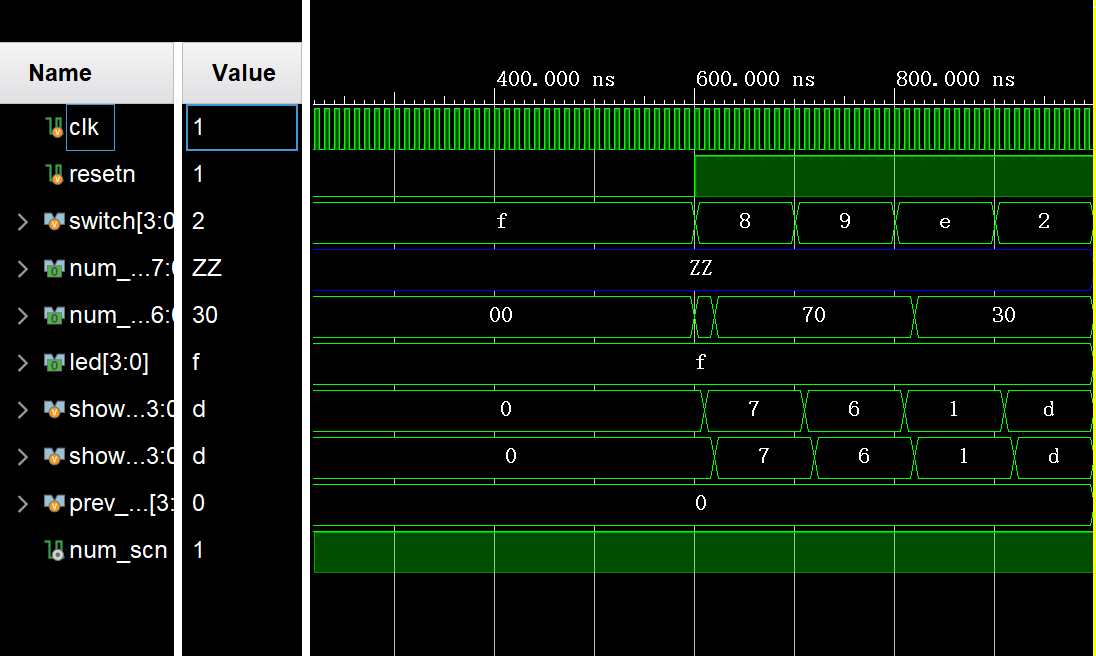 Name Value
400.000 ns 600.000 ns 800.000 ns
clk 1
resetn 1
switch[3:0 2 f 8 9 e 2
num_...7:0 ZZ ZZ
num_...6:0 30 00 70 30
led[3:0] f f
show...3:0 d 0 7 6 1 d
show...3:0 d 0 7 6 1 d
prev_...[3: 0 0
num_scn 1